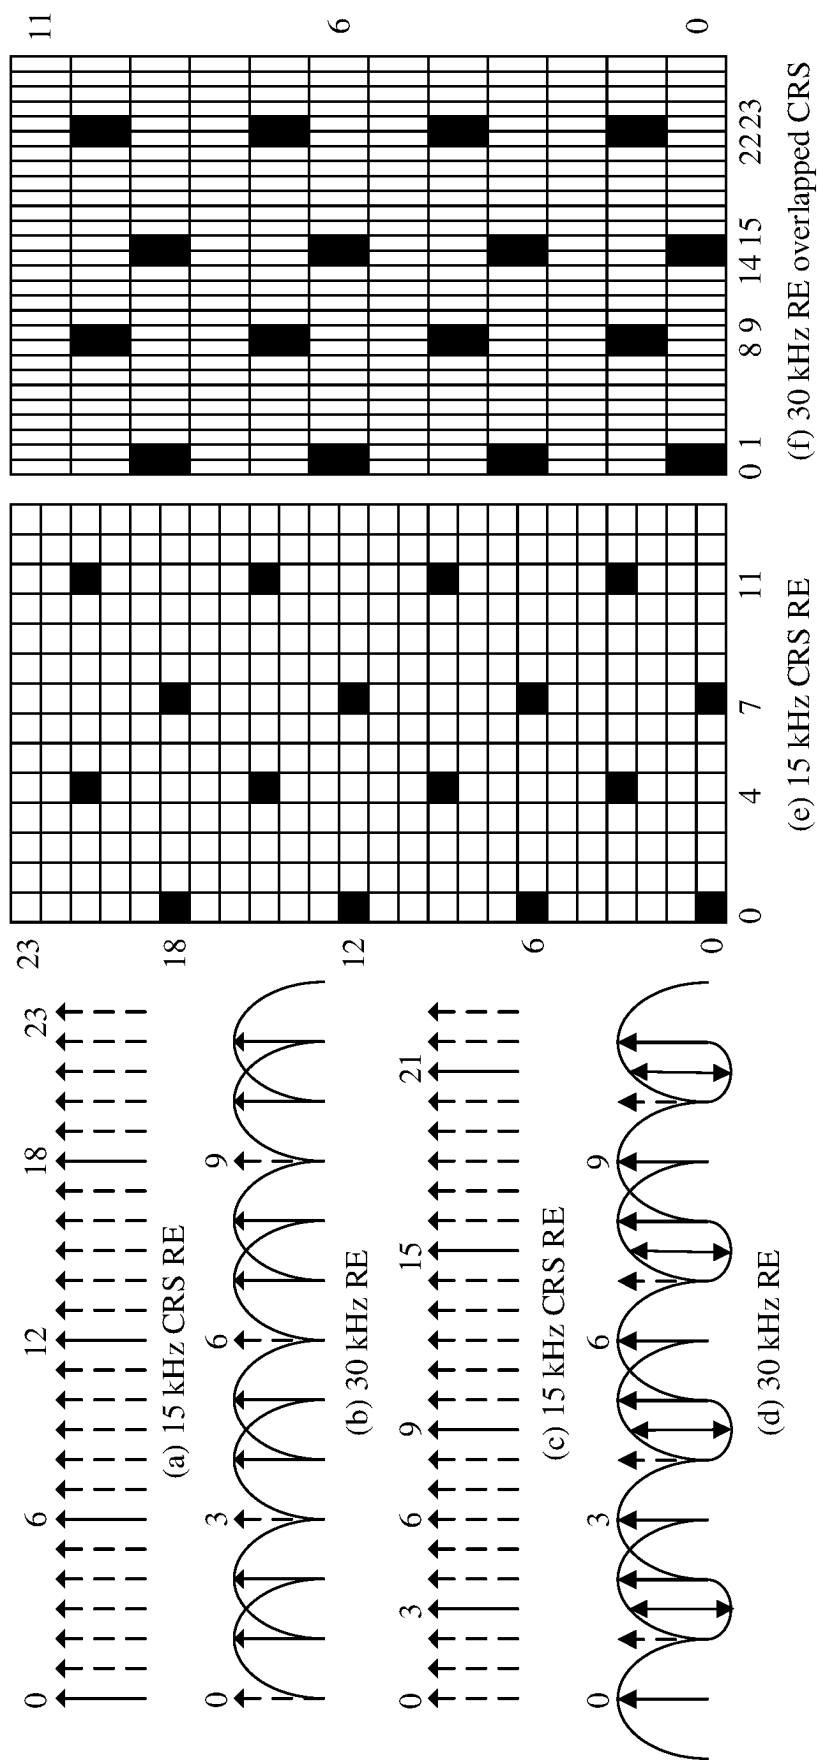 0 6 12 18 23
(a) 15 kHz CRS RE
0 3 6 9
(b) 30 kHz RE
0 3 6 9 15 21
(c) 15 kHz CRS RE
0 3 6 9
(d) 30 kHz RE
23
18
12
6
0
0 4 7 11
(e) 15 kHz CRS RE
11
6
0
0 1 8 9 14 15 22 23
(f) 30 kHz RE overlapped CRS